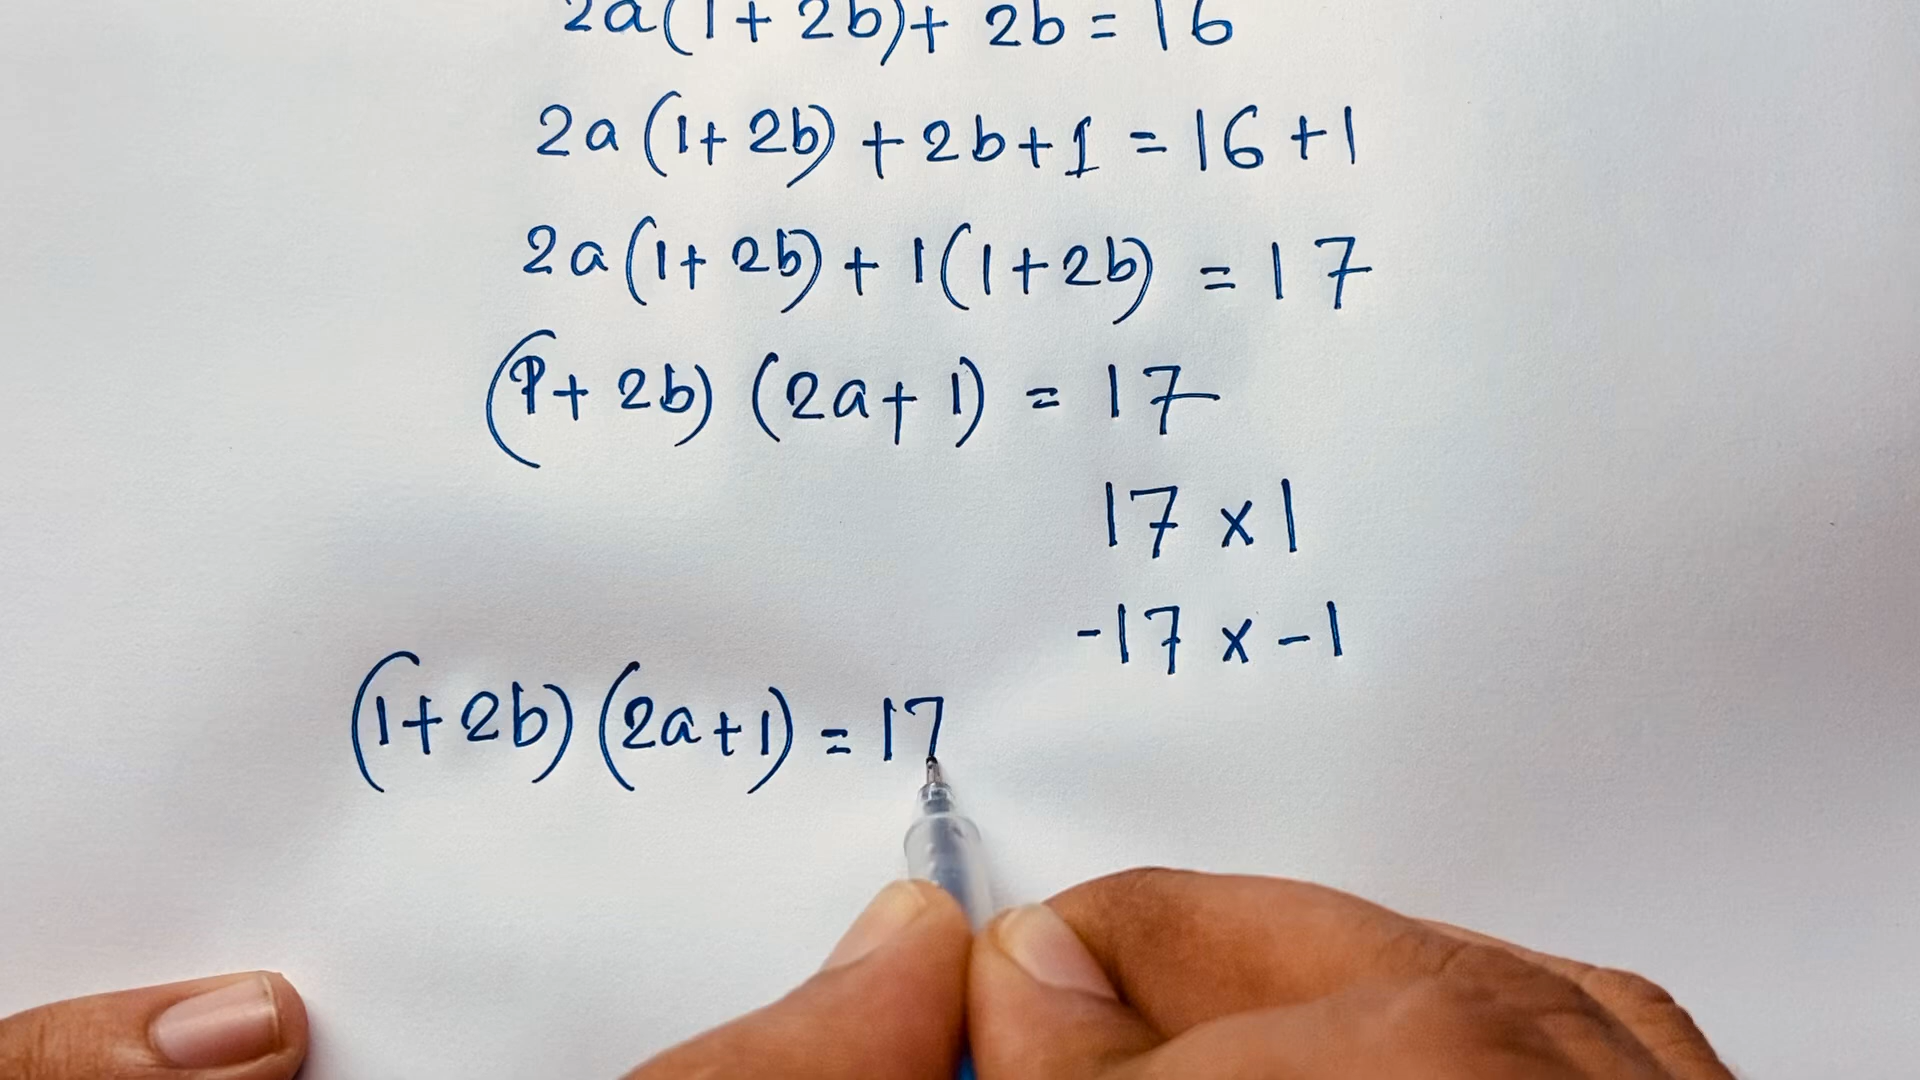 2a(1+2b)+2b=16
2a(1+2b)+2b+1=16+1
2a(1+2b)+1(1+2b)=17
(1+2b)(2a+1)=17
17×1
-17×-1
(1+2b)(2a+1)=17